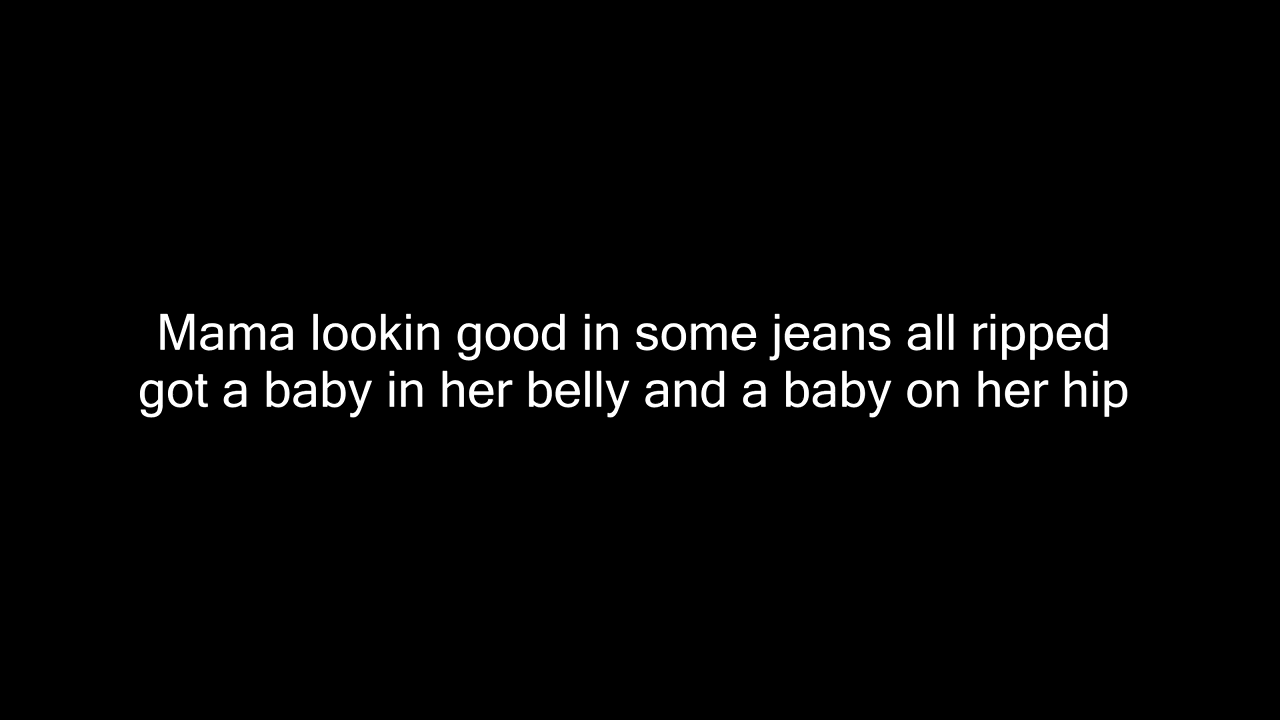 Mama lookin good in some jeans all ripped
got a baby in her belly and a baby on her hip